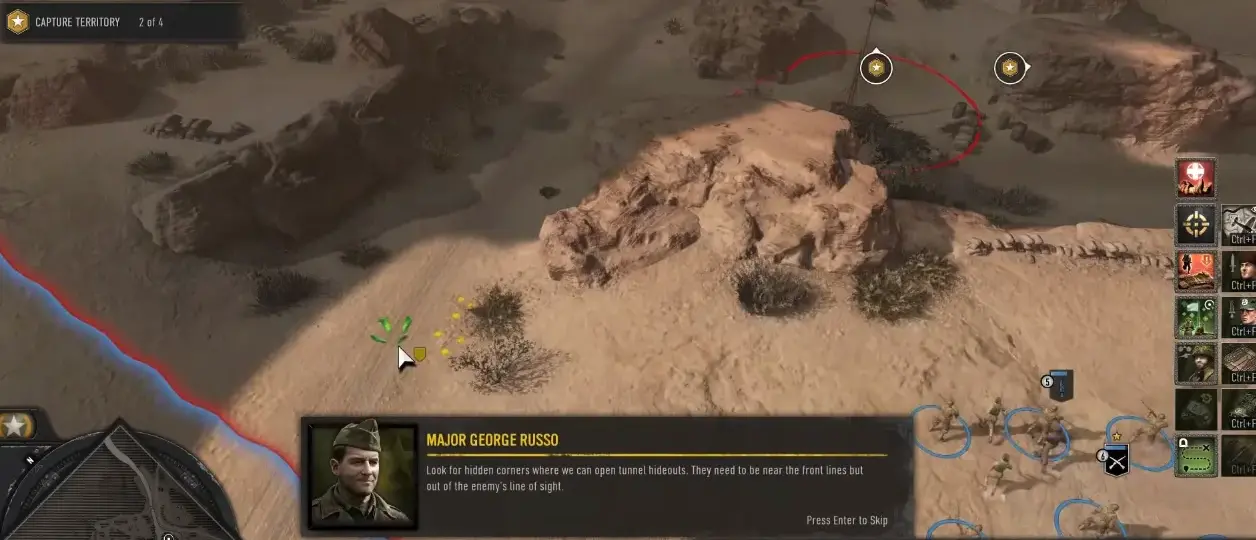 CAPTURE TERRITORY 2 of 4
MAJOR GEORGE RUSSO
Look for hidden corners where we can open tunnel hideouts. They need to be near the front lines but
out of the enemy's line of sight.
Press Enter to Skip
5
6
N
D
Ctrl+F
Ctrl+F
Ctrl+F
Ctrl+F
Ctrl+F
Ctrl+F